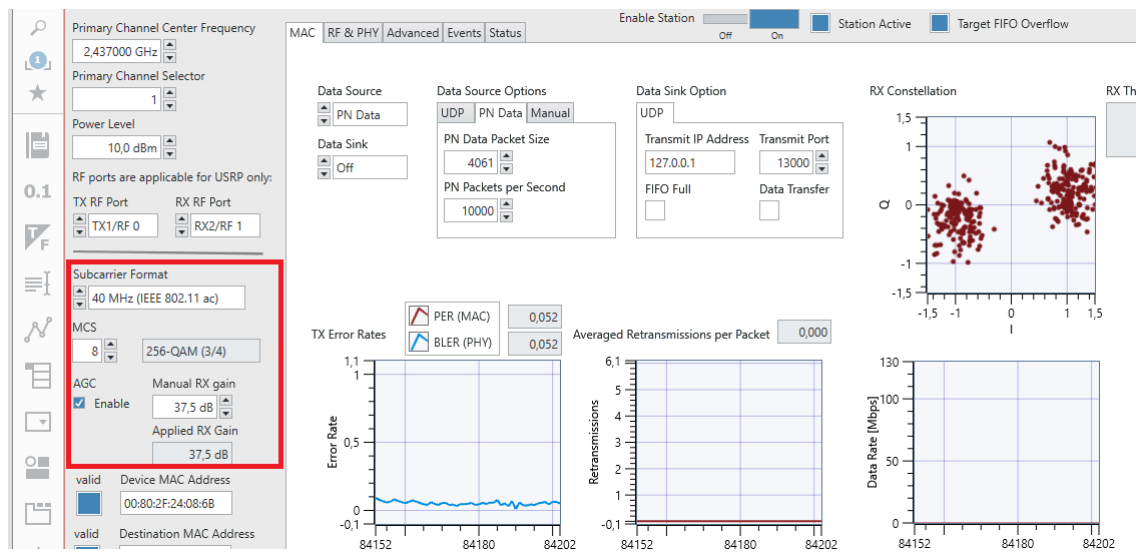 Primary Channel Center Frequency
2,437000 GHz
Primary Channel Selector
1
Power Level
10,0 dBm
RF ports are applicable for USRP only:
TX RF Port RX RF Port
TX1/RF 0 RX2/RF 1
Subcarrier Format
40 MHz (IEEE 802.11 ac)
MCS
8 256-QAM (3/4)
AGC Manual RX gain
Enable 37,5 dB
Applied RX Gain
37,5 dB
valid Device MAC Address
00:80:2F:24:08:6B
valid Destination MAC Address
1
0.1
T F
MAC RF & PHY Advanced Events Status
Enable Station Off On Station Active Target FIFO Overflow
Data Source
PN Data
Data Sink
Off
Data Source Options
UDP PN Data Manual
PN Data Packet Size
4061
PN Packets per Second
10000
Data Sink Option
UDP
Transmit IP Address Transmit Port
127.0.0.1 13000
FIFO Full Data Transfer
RX Constellation
1,5
1
0
-1
-1,5
Q
-1,5 -1 0 1 1,5
I
RX Th
TX Error Rates
PER (MAC) 0,052
BLER (PHY) 0,052
1,1
1
0,5
0
-0,1
Error Rate
84152 84180 84202
Averaged Retransmissions per Packet 0,000
6,1
5
4
3
2
1
-0,1
Retransmissions
84152 84180 84202
130
100
50
0
Data Rate [Mbps]
84152 84180 84202